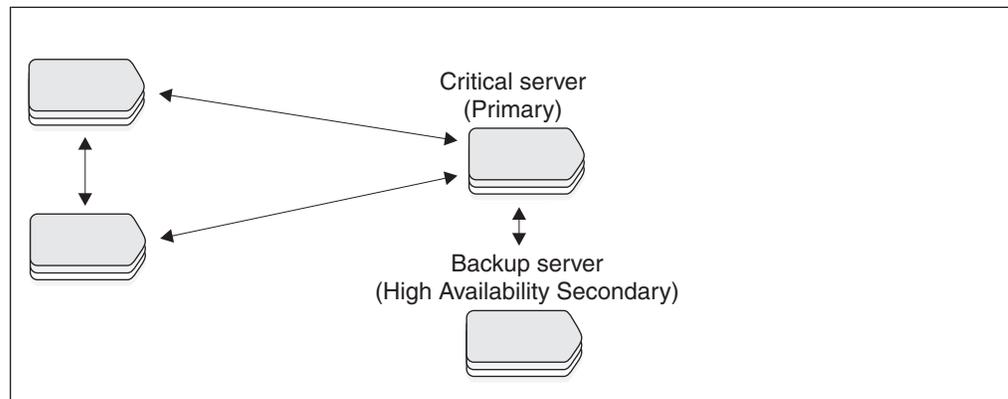 Critical server
(Primary)
Backup server
(High Availability Secondary)